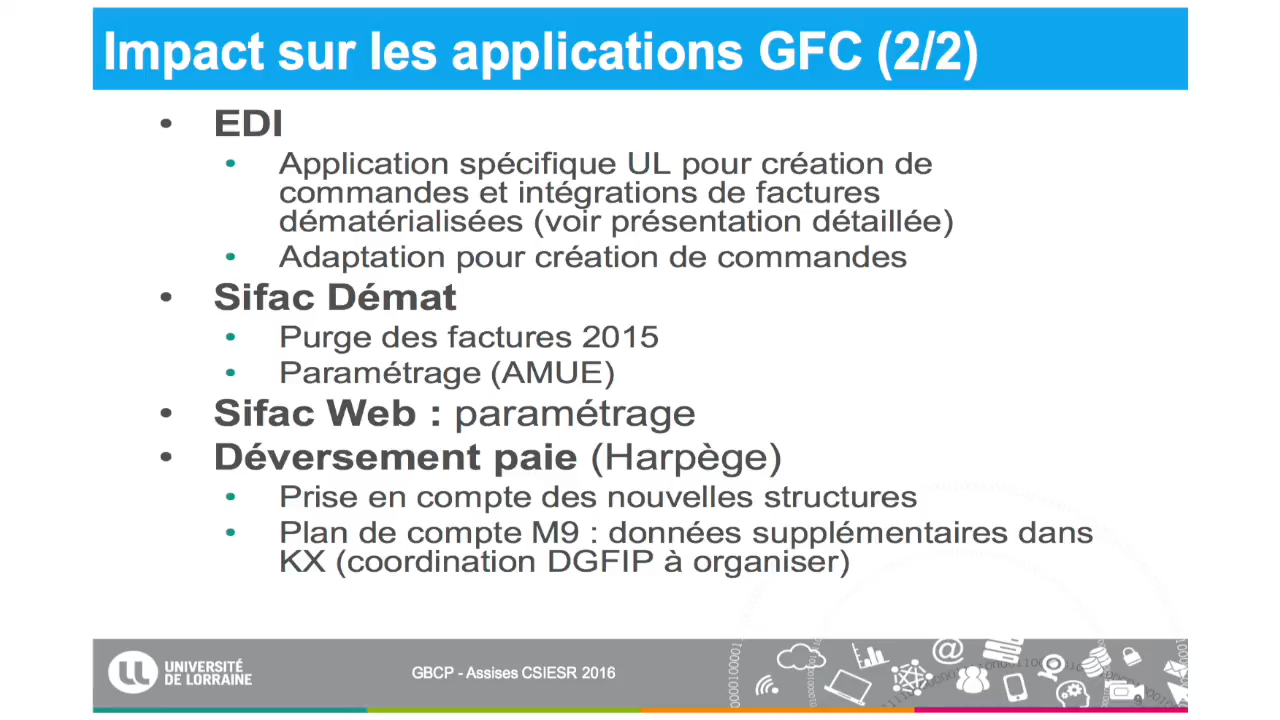 Impact sur les applications GFC (2/2)
• EDI
• Application spécifique UL pour création de
commandes et intégrations de factures
dématérialisées (voir présentation détaillée)
• Adaptation pour création de commandes
• Sifac Démat
• Purge des factures 2015
• Paramétrage (AMUE)
• Sifac Web : paramétrage
• Déversement paie (Harpège)
• Prise en compte des nouvelles structures
• Plan de compte M9 : données supplémentaires dans
KX (coordination DGFIP à organiser)
UNIVERSITÉ
DE LORRAINE
GBCP - Assises CSIESR 2016